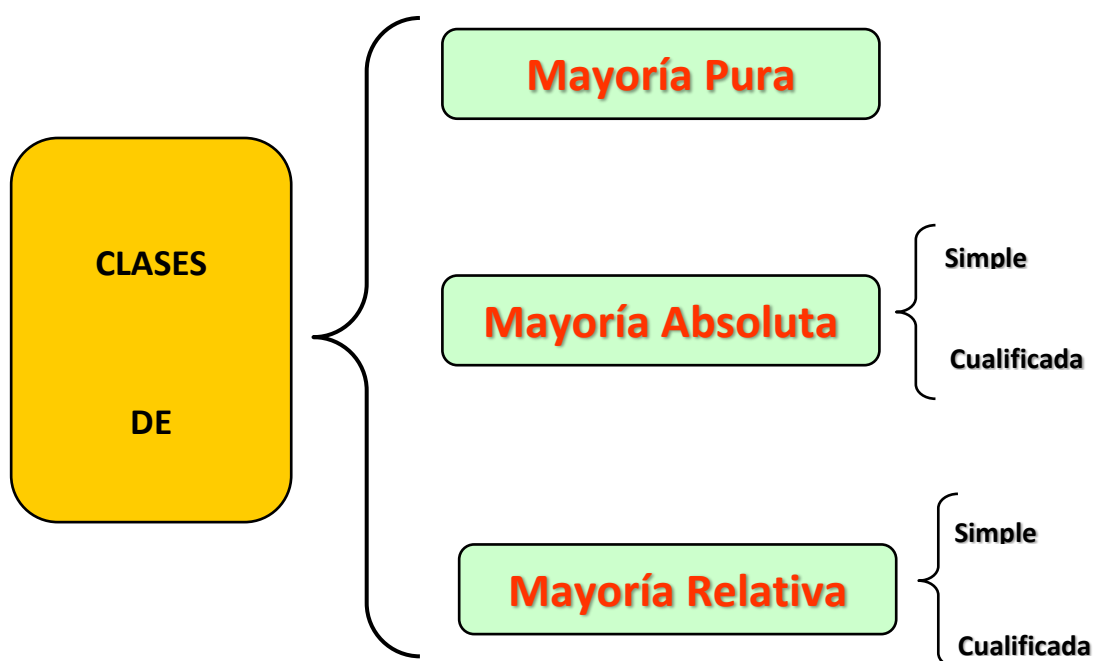 CLASES
DE
Mayoría Pura
Mayoría Absoluta
Simple
Cualificada
Mayoría Relativa
Simple
Cualificada